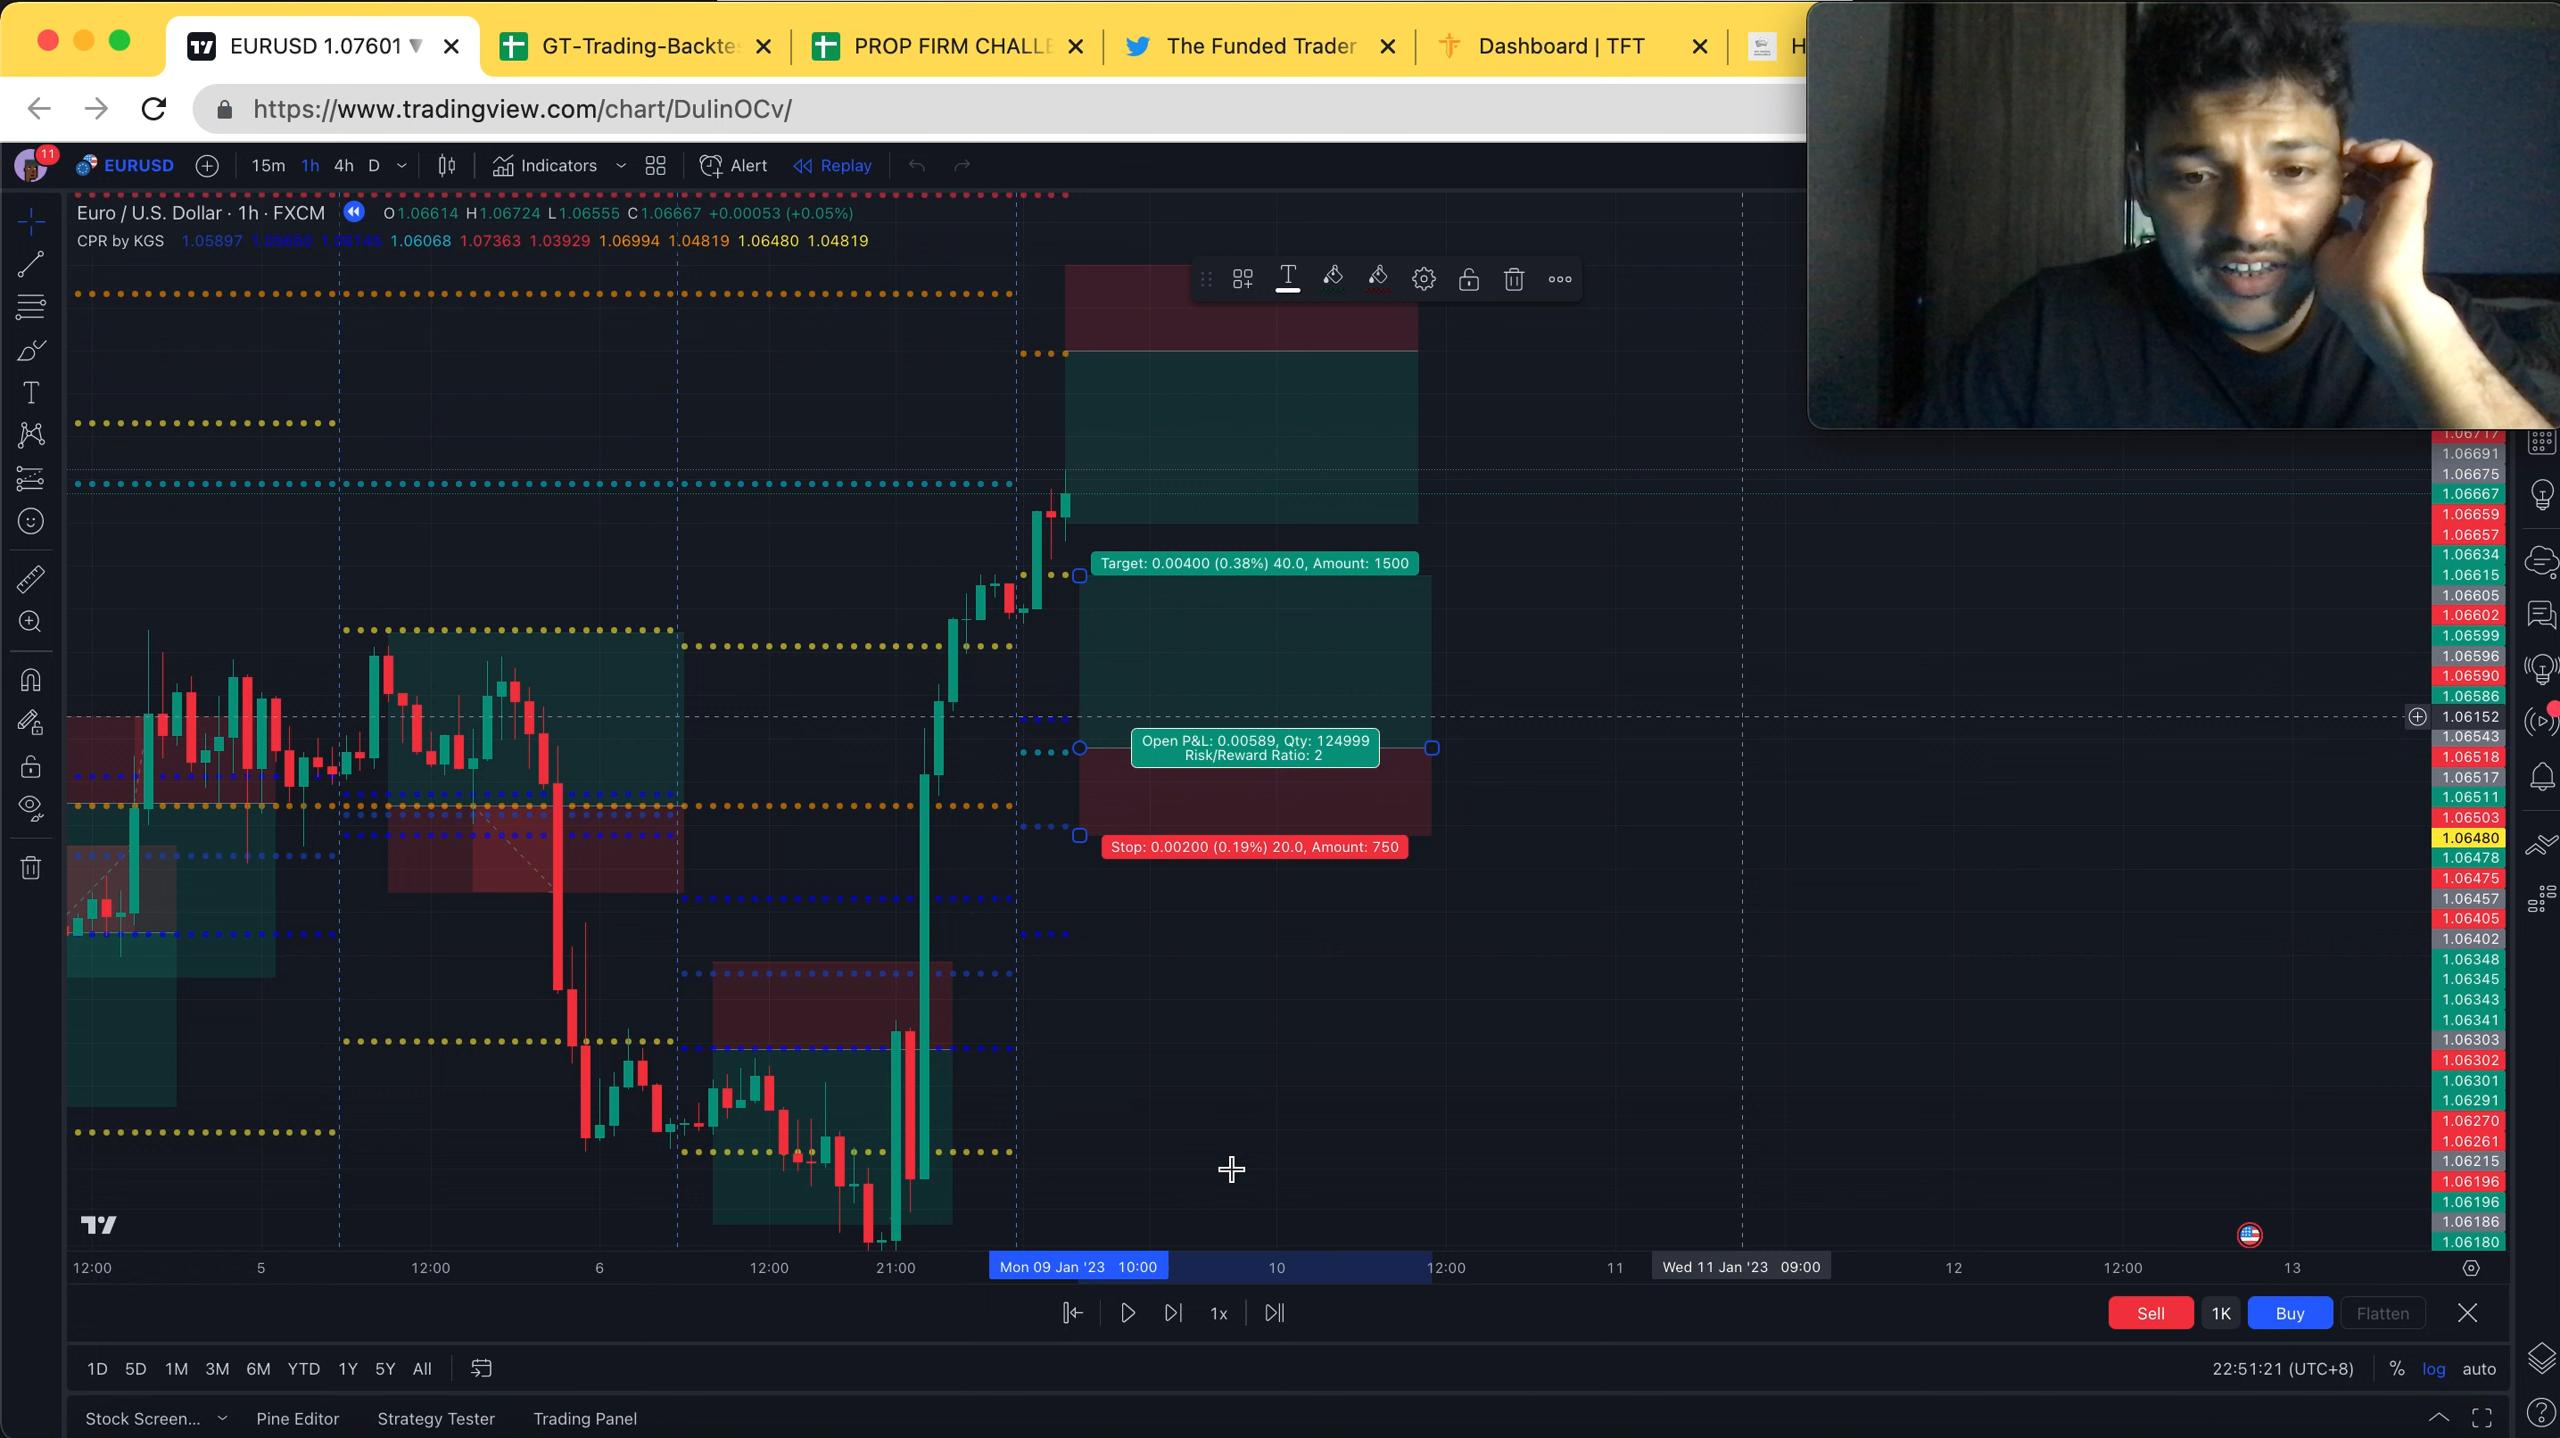 EURUSD 1.07601
GT-Trading-Backte
PROP FIRM CHALLE
The Funded Trader
Dashboard | TFT
H
https://www.tradingview.com/chart/DulinOCv/
11
EURUSD
15m
1h
4h
D
Indicators
Alert
Replay
Euro / U.S. Dollar · 1h · FXCM
O1.06614 H1.06724 L1.06555 C1.06667 +0.00053 (+0.05%)
CPR by KGS 1.05897 1.06068 1.07363 1.03929 1.06994 1.04819 1.06480 1.04819
Target: 0.00400 (0.38%) 40.0, Amount: 1500
Open P&L: 0.00589, Qty: 124999
Risk/Reward Ratio: 2
Stop: 0.00200 (0.19%) 20.0, Amount: 750
1.06717
1.06691
1.06675
1.06667
1.06659
1.06657
1.06634
1.06615
1.06605
1.06602
1.06599
1.06596
1.06590
1.06586
1.06152
1.06543
1.06518
1.06517
1.06511
1.06503
1.06480
1.06478
1.06475
1.06457
1.06405
1.06402
1.06348
1.06345
1.06343
1.06341
1.06303
1.06302
1.06301
1.06291
1.06270
1.06261
1.06215
1.06196
1.06196
1.06186
1.06180
12:00
5
12:00
6
12:00
21:00
Mon 09 Jan '23 10:00
10
12:00
11
Wed 11 Jan '23 09:00
12
12:00
13
1x
Sell
1K
Buy
Flatten
1D 5D 1M 3M 6M YTD 1Y 5Y All
22:51:21 (UTC+8)
%
log
auto
Stock Screen...
Pine Editor
Strategy Tester
Trading Panel